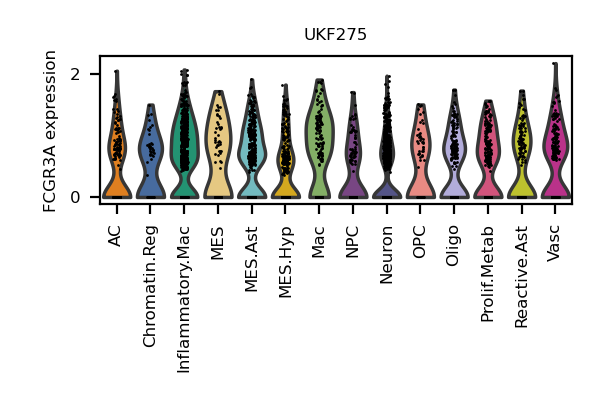 UKF275
FCGR3A expression
2
0
AC
Chromatin.Reg
Inflammatory.Mac
MES
MES.Ast
MES.Hyp
Mac
NPC
Neuron
OPC
Oligo
Prolif.Metab
Reactive.Ast
Vasc